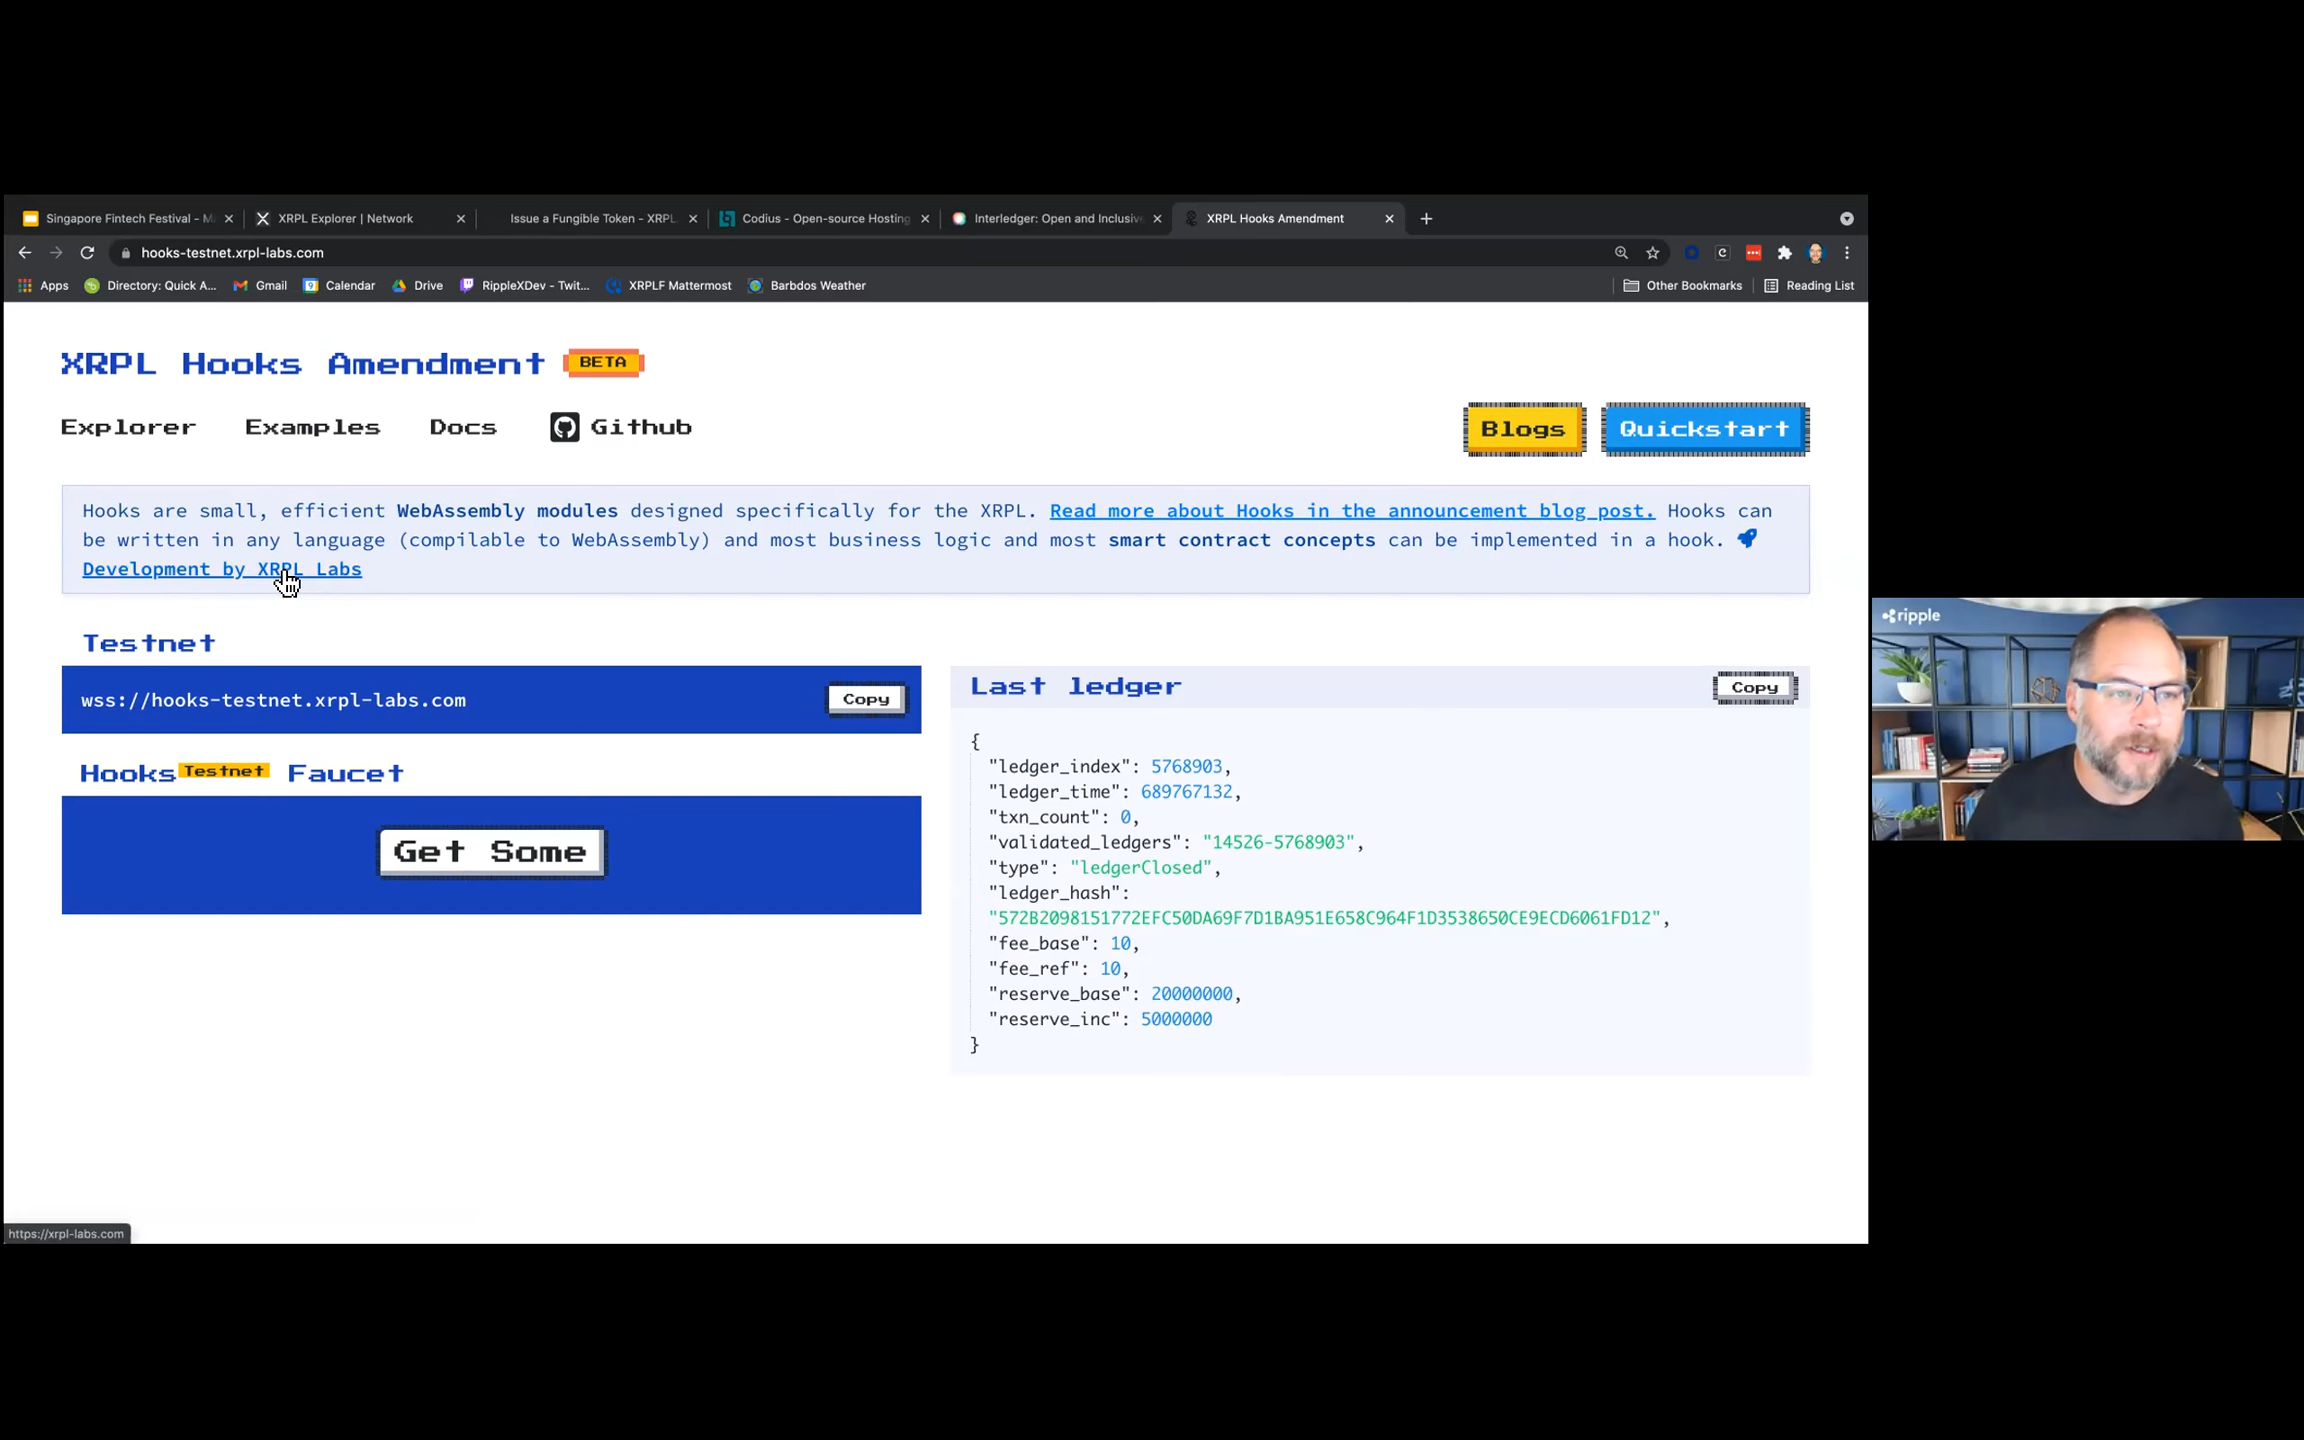 Singapore Fintech Festival - M
XRPL Explorer | Network
Issue a Fungible Token - XRPL
Codius - Open-source Hosting
Interledger: Open and Inclusive
XRPL Hooks Amendment
hooks-testnet.xrpl-labs.com
Apps
Directory: Quick A...
Gmail
Calendar
Drive
RippleXDev - Twit...
XRPLF Mattermost
Barbdos Weather
Other Bookmarks
Reading List
XRPL Hooks Amendment BETA
Explorer Examples Docs Github
Blogs Quickstart
Hooks are small, efficient WebAssembly modules designed specifically for the XRPL. Read more about Hooks in the announcement blog post. Hooks can
be written in any language (compilable to WebAssembly) and most business logic and most smart contract concepts can be implemented in a hook.
Development by XRPL Labs
Testnet
wss://hooks-testnet.xrpl-labs.com Copy
Hooks Testnet Faucet
Get Some
Last ledger Copy
{
"ledger_index": 5768903,
"ledger_time": 689767132,
"txn_count": 0,
"validated_ledgers": "14526-5768903",
"type": "ledgerClosed",
"ledger_hash":
"572B2098151772EFC50DA69F7D1BA951E658C964F1D3538650CE9ECD6061FD12",
"fee_base": 10,
"fee_ref": 10,
"reserve_base": 20000000,
"reserve_inc": 5000000
}
https://xrpl-labs.com
ripple